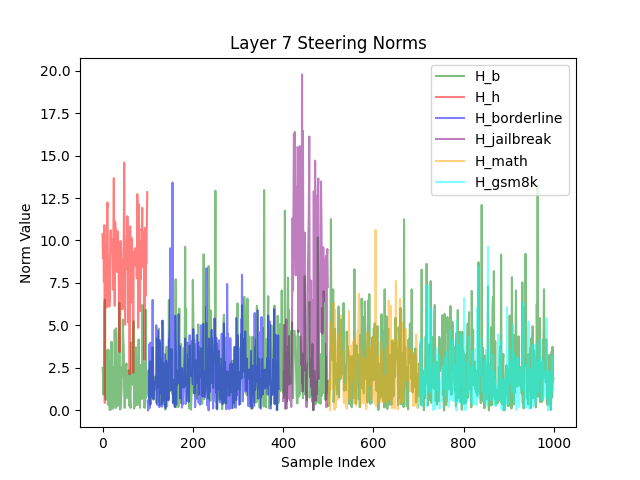 Layer 7 Steering Norms
Norm Value
20.0
17.5
15.0
12.5
10.0
7.5
5.0
2.5
0.0
H_b
H_h
H_borderline
H_jailbreak
H_math
H_gsm8k
0
200
400
600
800
1000
Sample Index